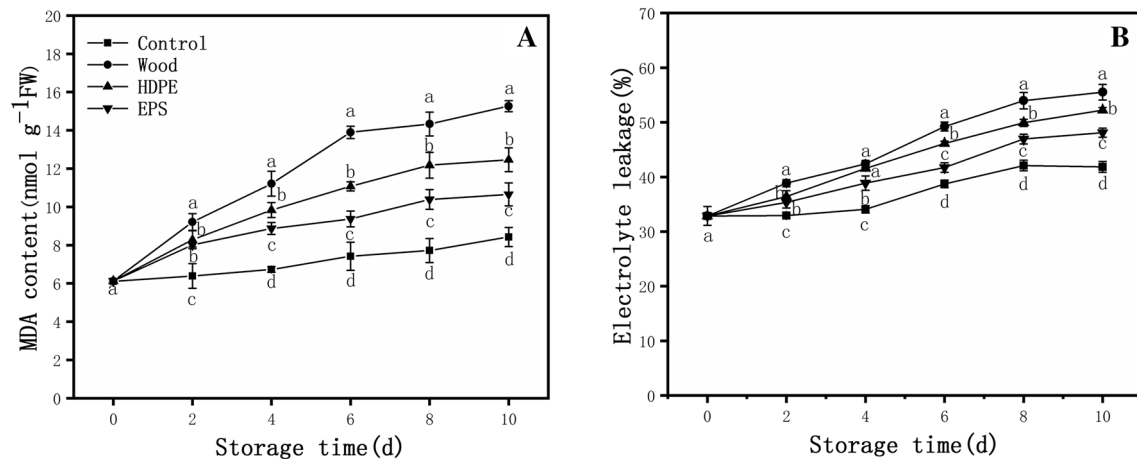 A
Control
Wood
HDPE
EPS
20
18
16
14
12
10
8
6
4
2
0
MDA content(nmol g⁻¹FW)
a
a
b
b
c
a
b
c
d
a
b
c
d
a
b
c
d
a
b
c
d
0 2 4 6 8 10
Storage time(d)
B
70
60
50
40
30
20
10
0
Electrolyte leakage(%)
a
a
b
b
c
a
a
b
c
a
b
c
d
a
b
c
d
a
b
c
d
0 2 4 6 8 10
Storage time(d)